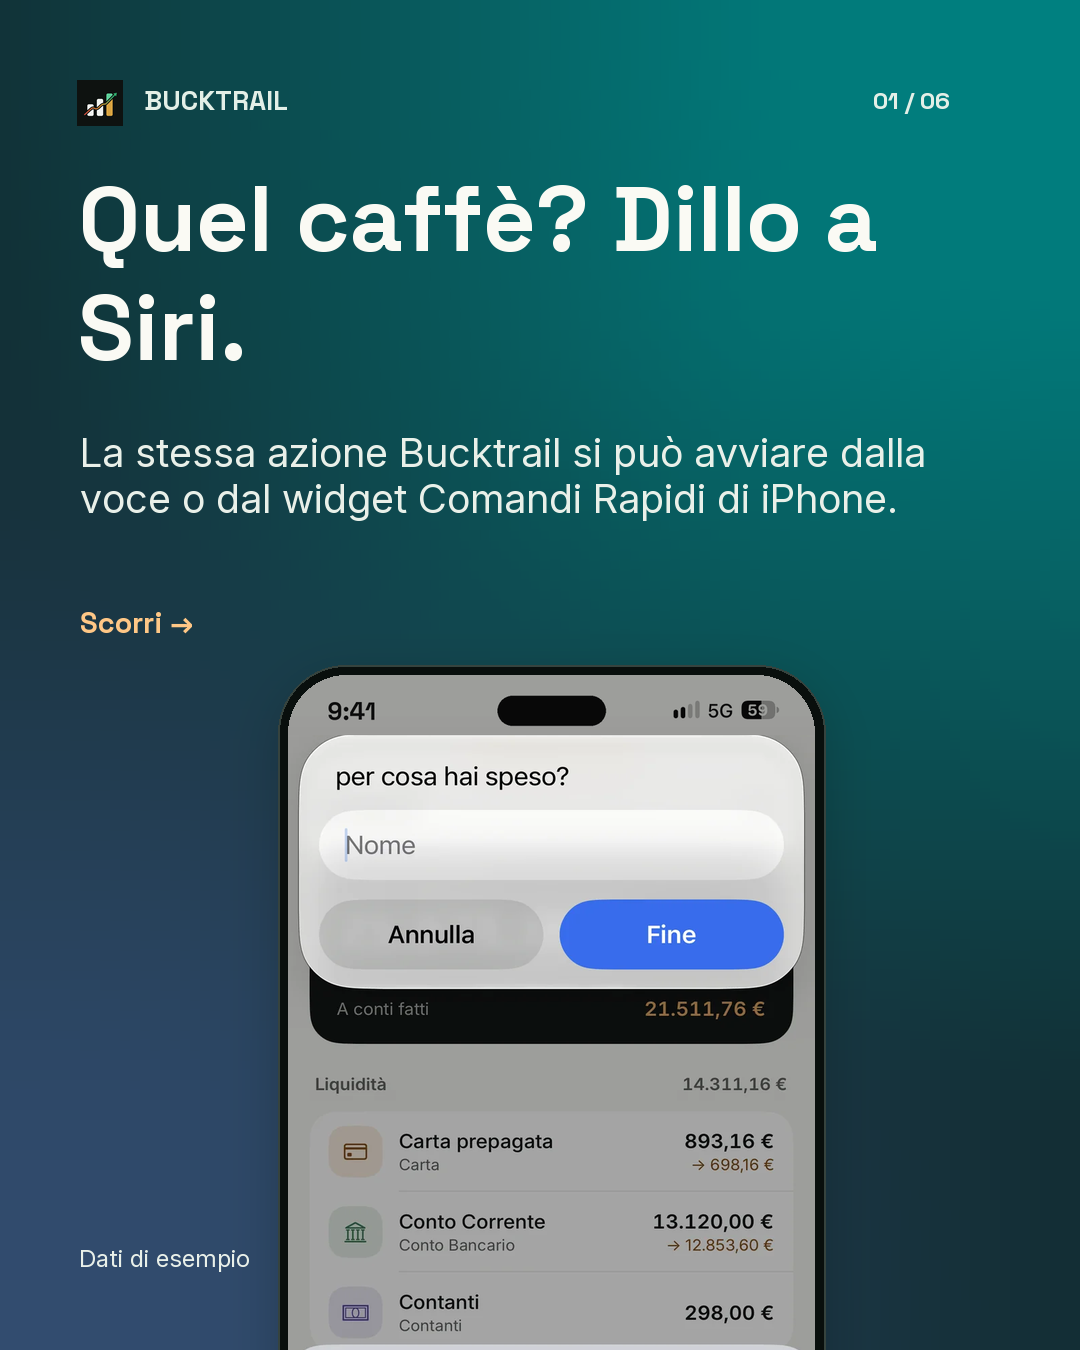 BUCKTRAIL
01 / 06
Quel caffè? Dillo a
Siri.
La stessa azione Bucktrail si può avviare dalla
voce o dal widget Comandi Rapidi di iPhone.
Scorri →
9:41
5G 59
per cosa hai speso?
Nome
Annulla
Fine
A conti fatti
21.511,76 €
Liquidità
14.311,16 €
Carta prepagata
893,16 €
Carta
→ 698,16 €
Conto Corrente
13.120,00 €
Conto Bancario
→ 12.853,60 €
Dati di esempio
Contanti
298,00 €
Contanti